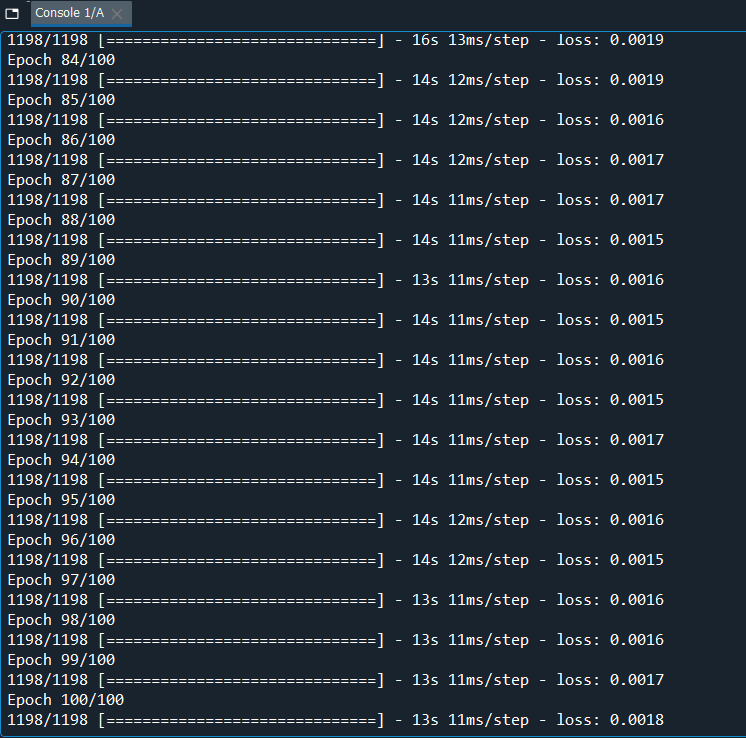 Console 1/A
1198/1198 [==============================] - 16s 13ms/step - loss: 0.0019
Epoch 84/100
1198/1198 [==============================] - 14s 12ms/step - loss: 0.0019
Epoch 85/100
1198/1198 [==============================] - 14s 12ms/step - loss: 0.0016
Epoch 86/100
1198/1198 [==============================] - 14s 12ms/step - loss: 0.0017
Epoch 87/100
1198/1198 [==============================] - 14s 11ms/step - loss: 0.0017
Epoch 88/100
1198/1198 [==============================] - 14s 11ms/step - loss: 0.0015
Epoch 89/100
1198/1198 [==============================] - 13s 11ms/step - loss: 0.0016
Epoch 90/100
1198/1198 [==============================] - 14s 11ms/step - loss: 0.0015
Epoch 91/100
1198/1198 [==============================] - 14s 11ms/step - loss: 0.0016
Epoch 92/100
1198/1198 [==============================] - 14s 11ms/step - loss: 0.0015
Epoch 93/100
1198/1198 [==============================] - 14s 11ms/step - loss: 0.0017
Epoch 94/100
1198/1198 [==============================] - 14s 11ms/step - loss: 0.0015
Epoch 95/100
1198/1198 [==============================] - 14s 12ms/step - loss: 0.0016
Epoch 96/100
1198/1198 [==============================] - 14s 12ms/step - loss: 0.0015
Epoch 97/100
1198/1198 [==============================] - 13s 11ms/step - loss: 0.0016
Epoch 98/100
1198/1198 [==============================] - 13s 11ms/step - loss: 0.0016
Epoch 99/100
1198/1198 [==============================] - 13s 11ms/step - loss: 0.0017
Epoch 100/100
1198/1198 [==============================] - 13s 11ms/step - loss: 0.0018